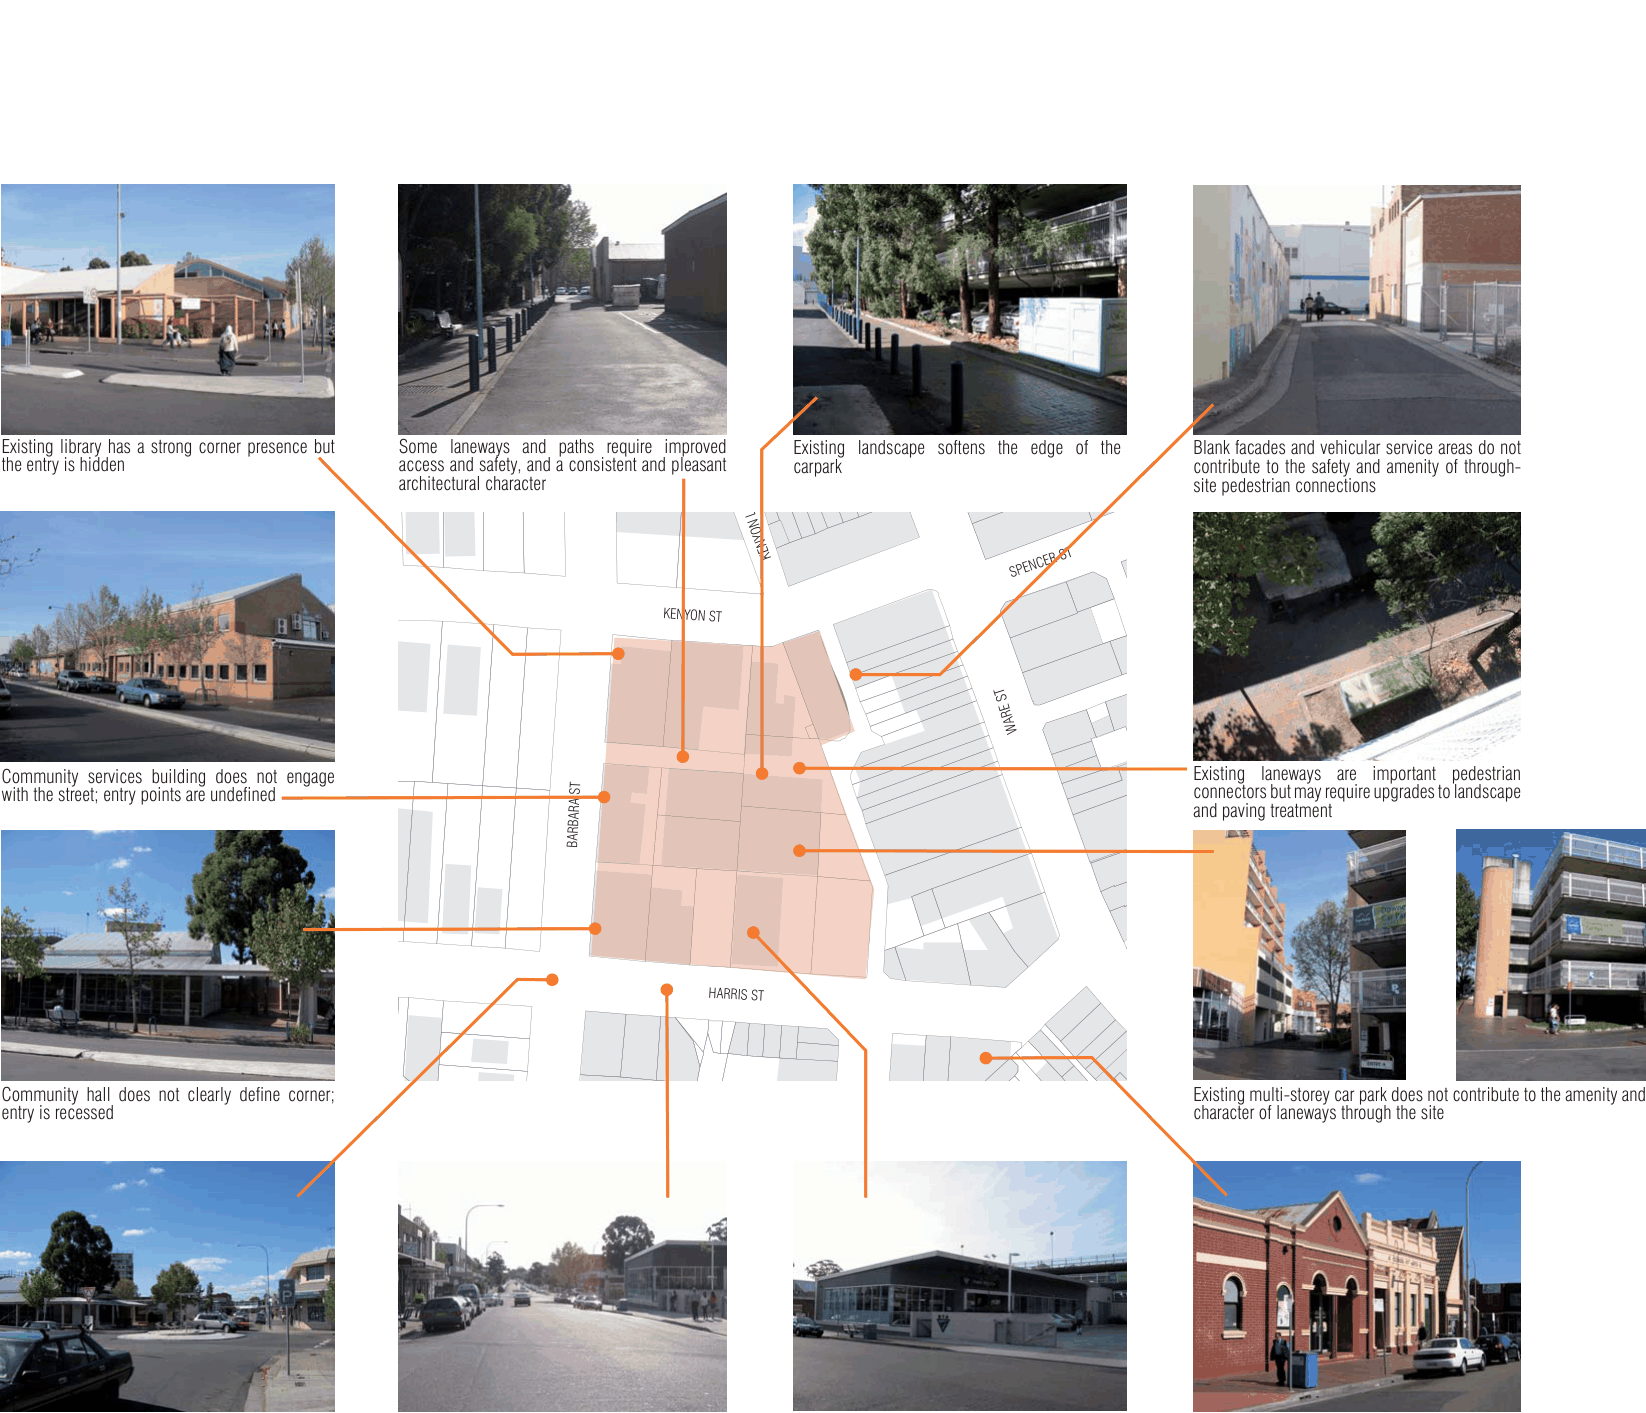 Existing library has a strong corner presence but
the entry is hidden
Some laneways and paths require improved
access and safety, and a consistent and pleasant
architectural character
Existing landscape softens the edge of the
carpark
Blank facades and vehicular service areas do not
contribute to the safety and amenity of through-
site pedestrian connections
KENYON L
SPENCER ST
KENYON ST
WARE ST
Community services building does not engage
with the street; entry points are undefined
BARBARA ST
Existing laneways are important pedestrian
connectors but may require upgrades to landscape
and paving treatment
HARRIS ST
Community hall does not clearly define corner;
entry is recessed
Existing multi-storey car park does not contribute to the amenity and
character of laneways through the site
P